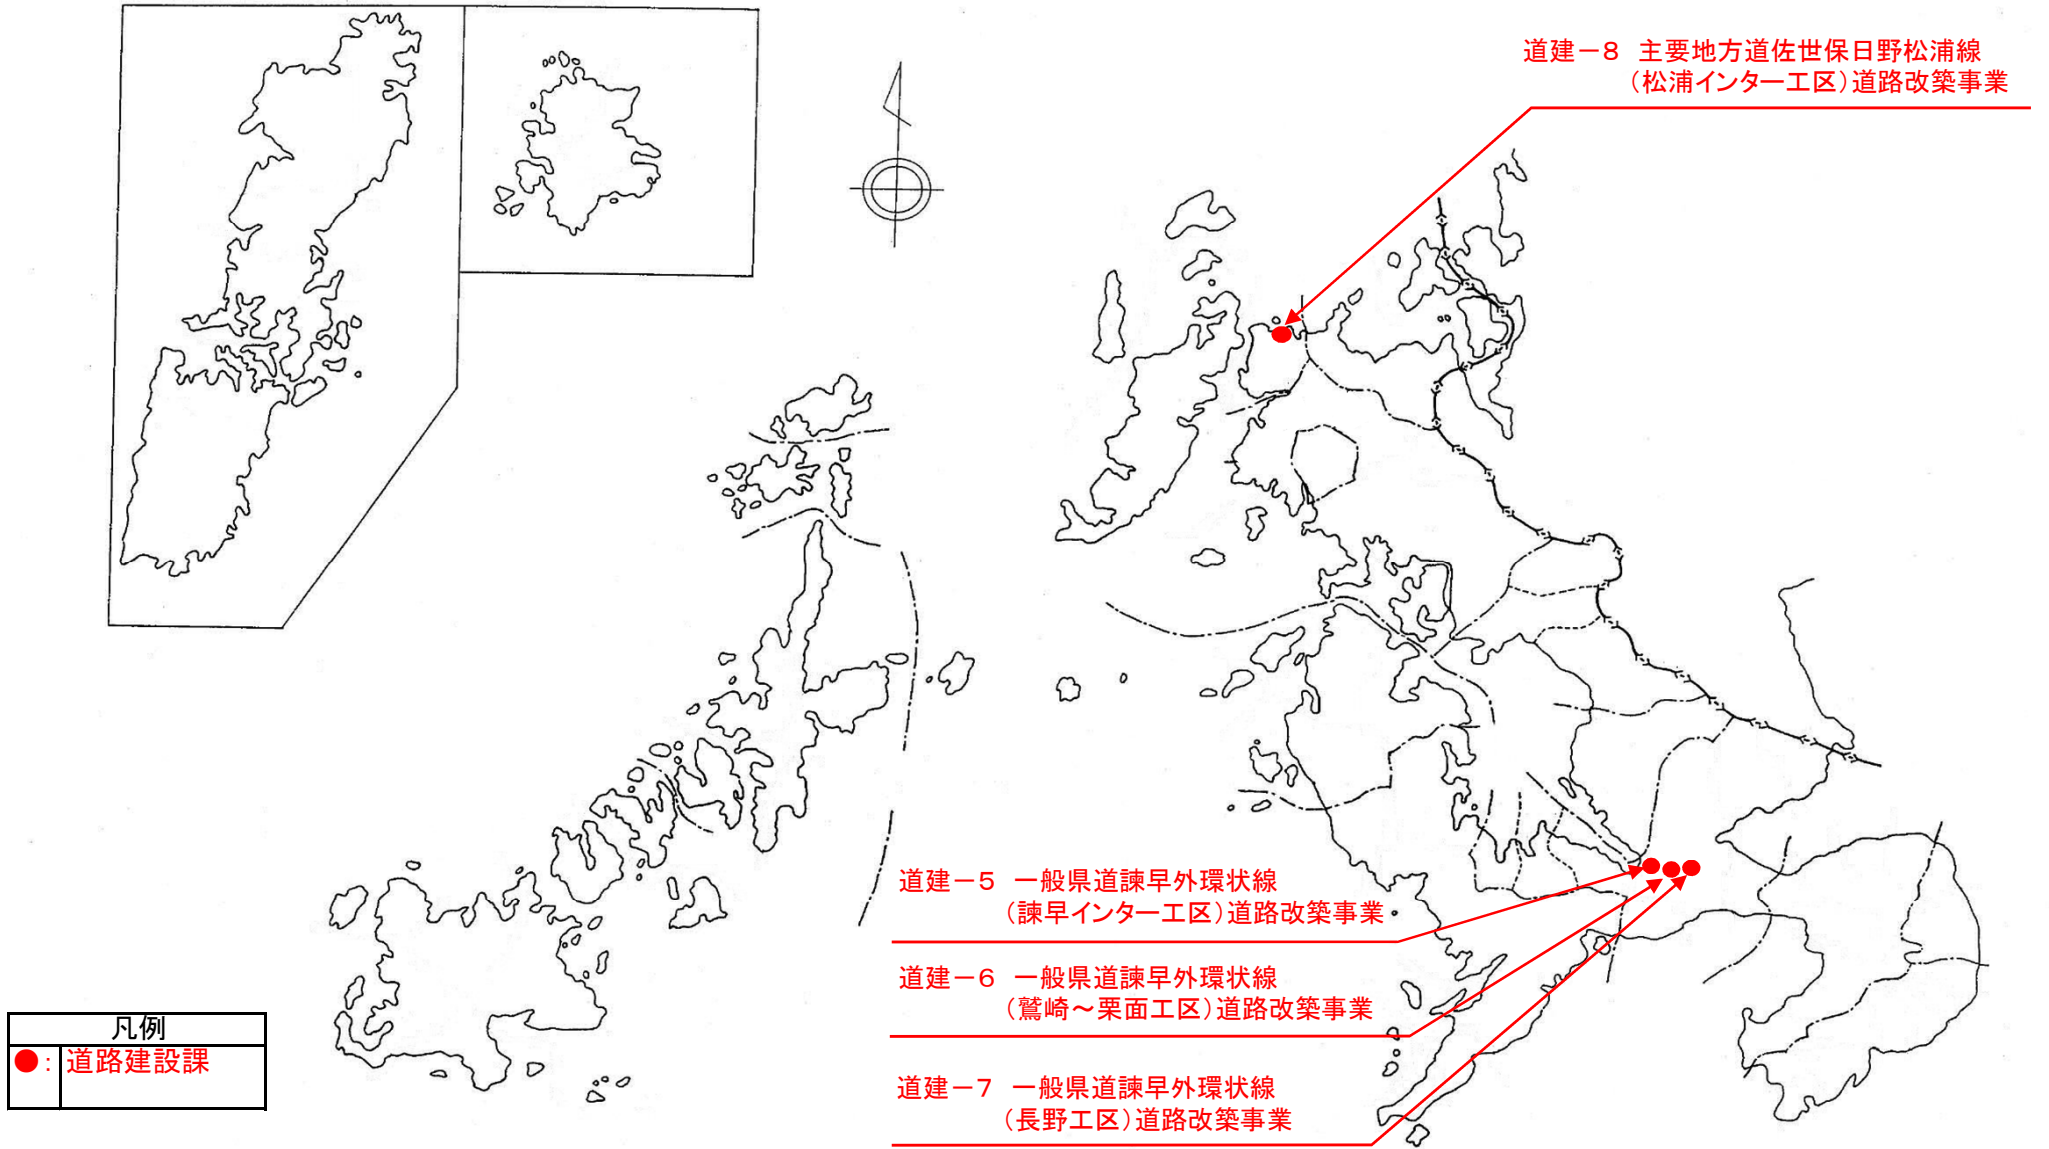 道建－８　主要地方道佐世保日野松浦線
（松浦インター工区）道路改築事業
道建－５　一般県道諫早外環状線
（諫早インター工区）道路改築事業
道建－６　一般県道諫早外環状線
（鷲崎～栗面工区）道路改築事業
道建－７　一般県道諫早外環状線
（長野工区）道路改築事業
凡例
●：道路建設課